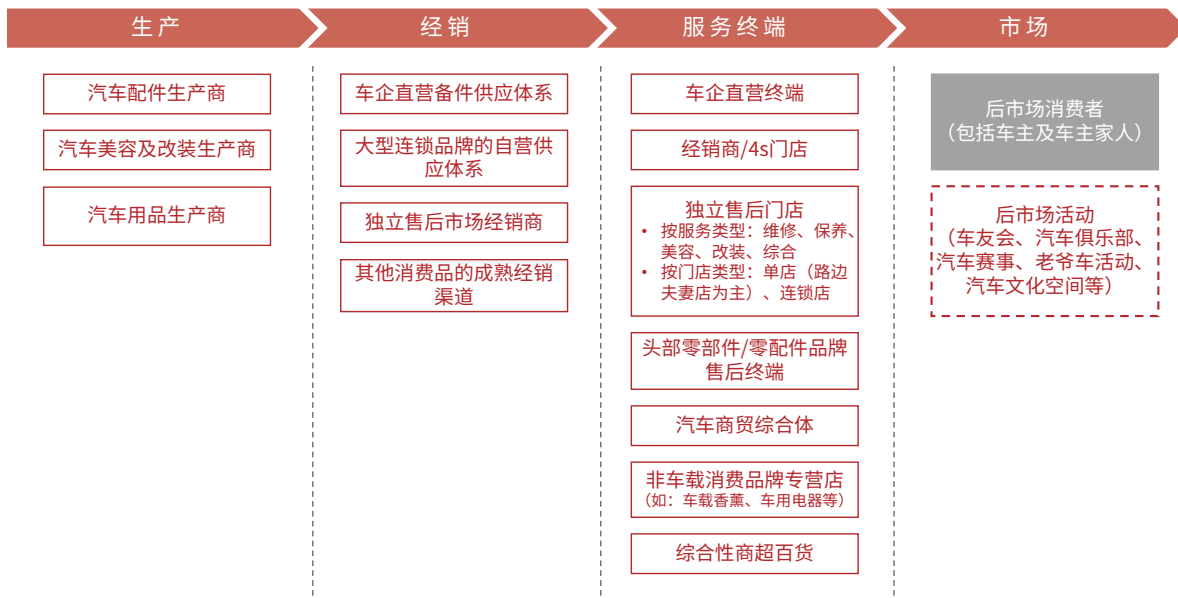 生产
经销
服务终端
市场
汽车配件生产商
汽车美容及改装生产商
汽车用品生产商
车企直营备件供应体系
大型连锁品牌的自营供
应体系
独立售后市场经销商
其他消费品的成熟经销
渠道
车企直营终端
经销商/4s门店
独立售后门店
• 按服务类型：维修、保养、
美容、改装、综合
• 按门店类型：单店（路边
夫妻店为主）、连锁店
头部零部件/零配件品牌
售后终端
汽车商贸综合体
非车载消费品牌专营店
（如：车载香薰、车用电器等）
综合性商超百货
后市场消费者
（包括车主及车主家人）
后市场活动
（车友会、汽车俱乐部、
汽车赛事、老爷车活动、
汽车文化空间等）